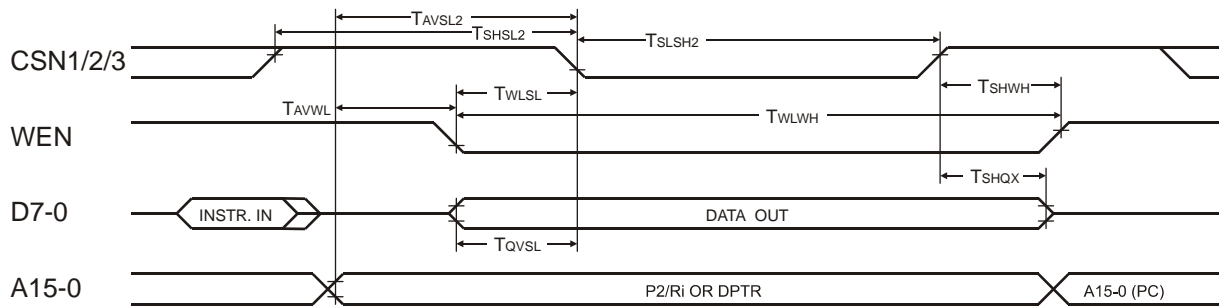 TAVSL2
TSHSL2
TSLSH2
CSN1/2/3
TWLSL
TSHWH
TAVWL
TWLWH
WEN
TSHQX
D7-0
INSTR. IN
DATA OUT
TQVSL
A15-0
P2/Ri OR DPTR
A15-0 (PC)